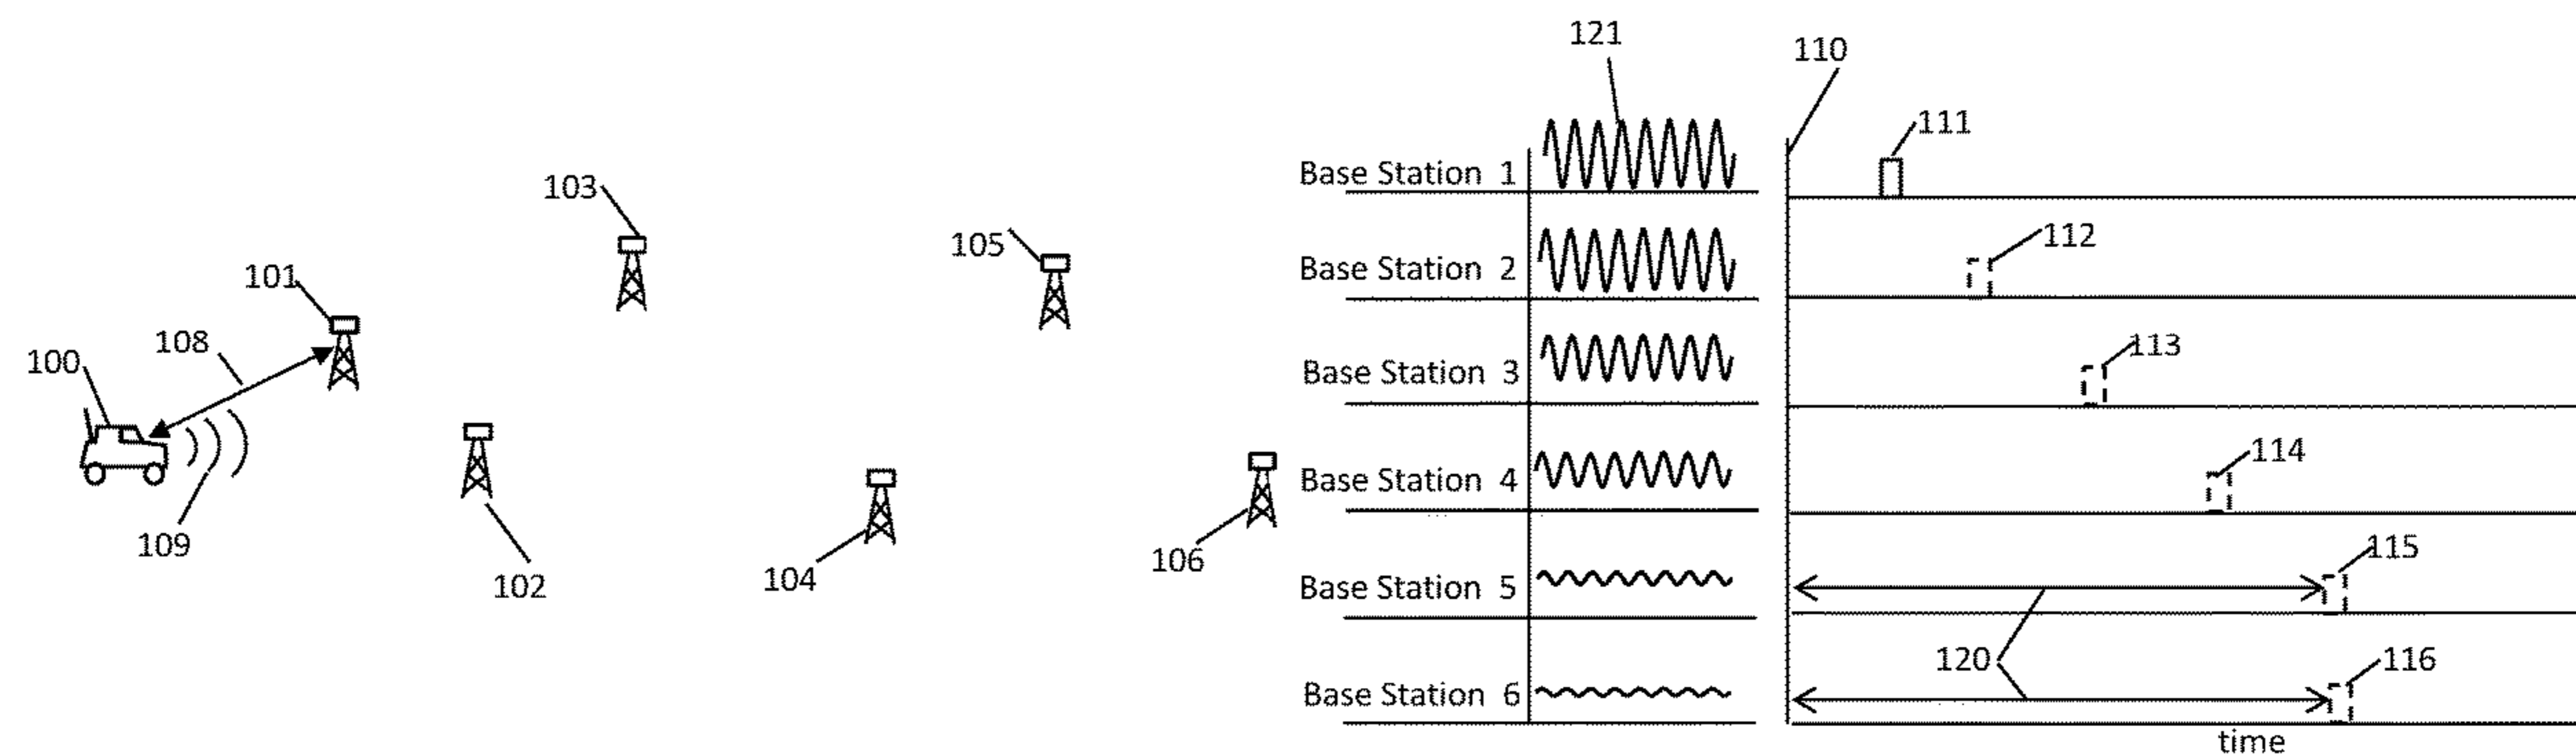 121
110
111
Base Station 1
103
112
105
Base Station 2
101
108
113
100
Base Station 3
114
Base Station 4
109
106
115
102
104
Base Station 5
120
116
Base Station 6
time